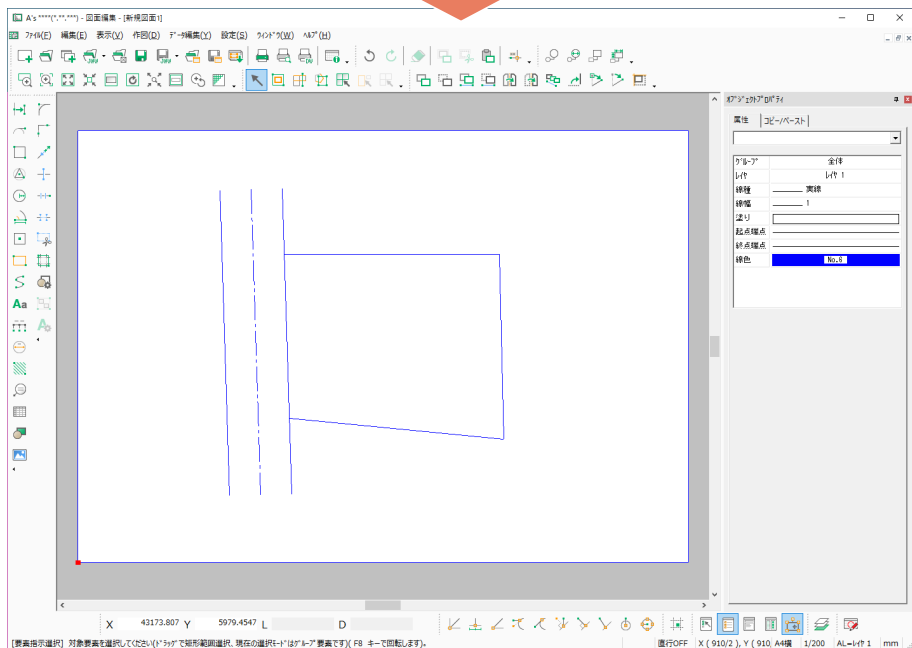 A's ****(*.**.***) - 図面編集 - [新規図面1]
ﾌｧｲﾙ(F) 編集(E) 表示(V) 作図(D) ﾃﾞｰﾀ編集(Y) 設定(S) ｳｨﾝﾄﾞｳ(W) ﾍﾙﾌﾟ(H)
ｵﾌﾞｼﾞｪｸﾄﾌﾟﾛﾊﾟﾃｨ
属性 ｺﾋﾟｰ/ﾍﾟｰｽﾄ
ｸﾞﾙｰﾌﾟ 全体
ﾚｲﾔ ﾚｲﾔ 1
線種 実線
線幅 1
塗り
起点端点
終点端点
線色 No.6
Aa
X 43173.807 Y 5979.4547 L D
[要素指示選択] 対象要素を選択してください(ﾄﾞﾗｯｸﾞで矩形範囲選択、現在の選択ﾓｰﾄﾞはｸﾞﾙｰﾌﾟ要素です)( F8 キーで回転します)。
直行OFF X ( 910/2 ), Y ( 910 A4横 1/200 AL=ﾚｲﾔ 1 mm